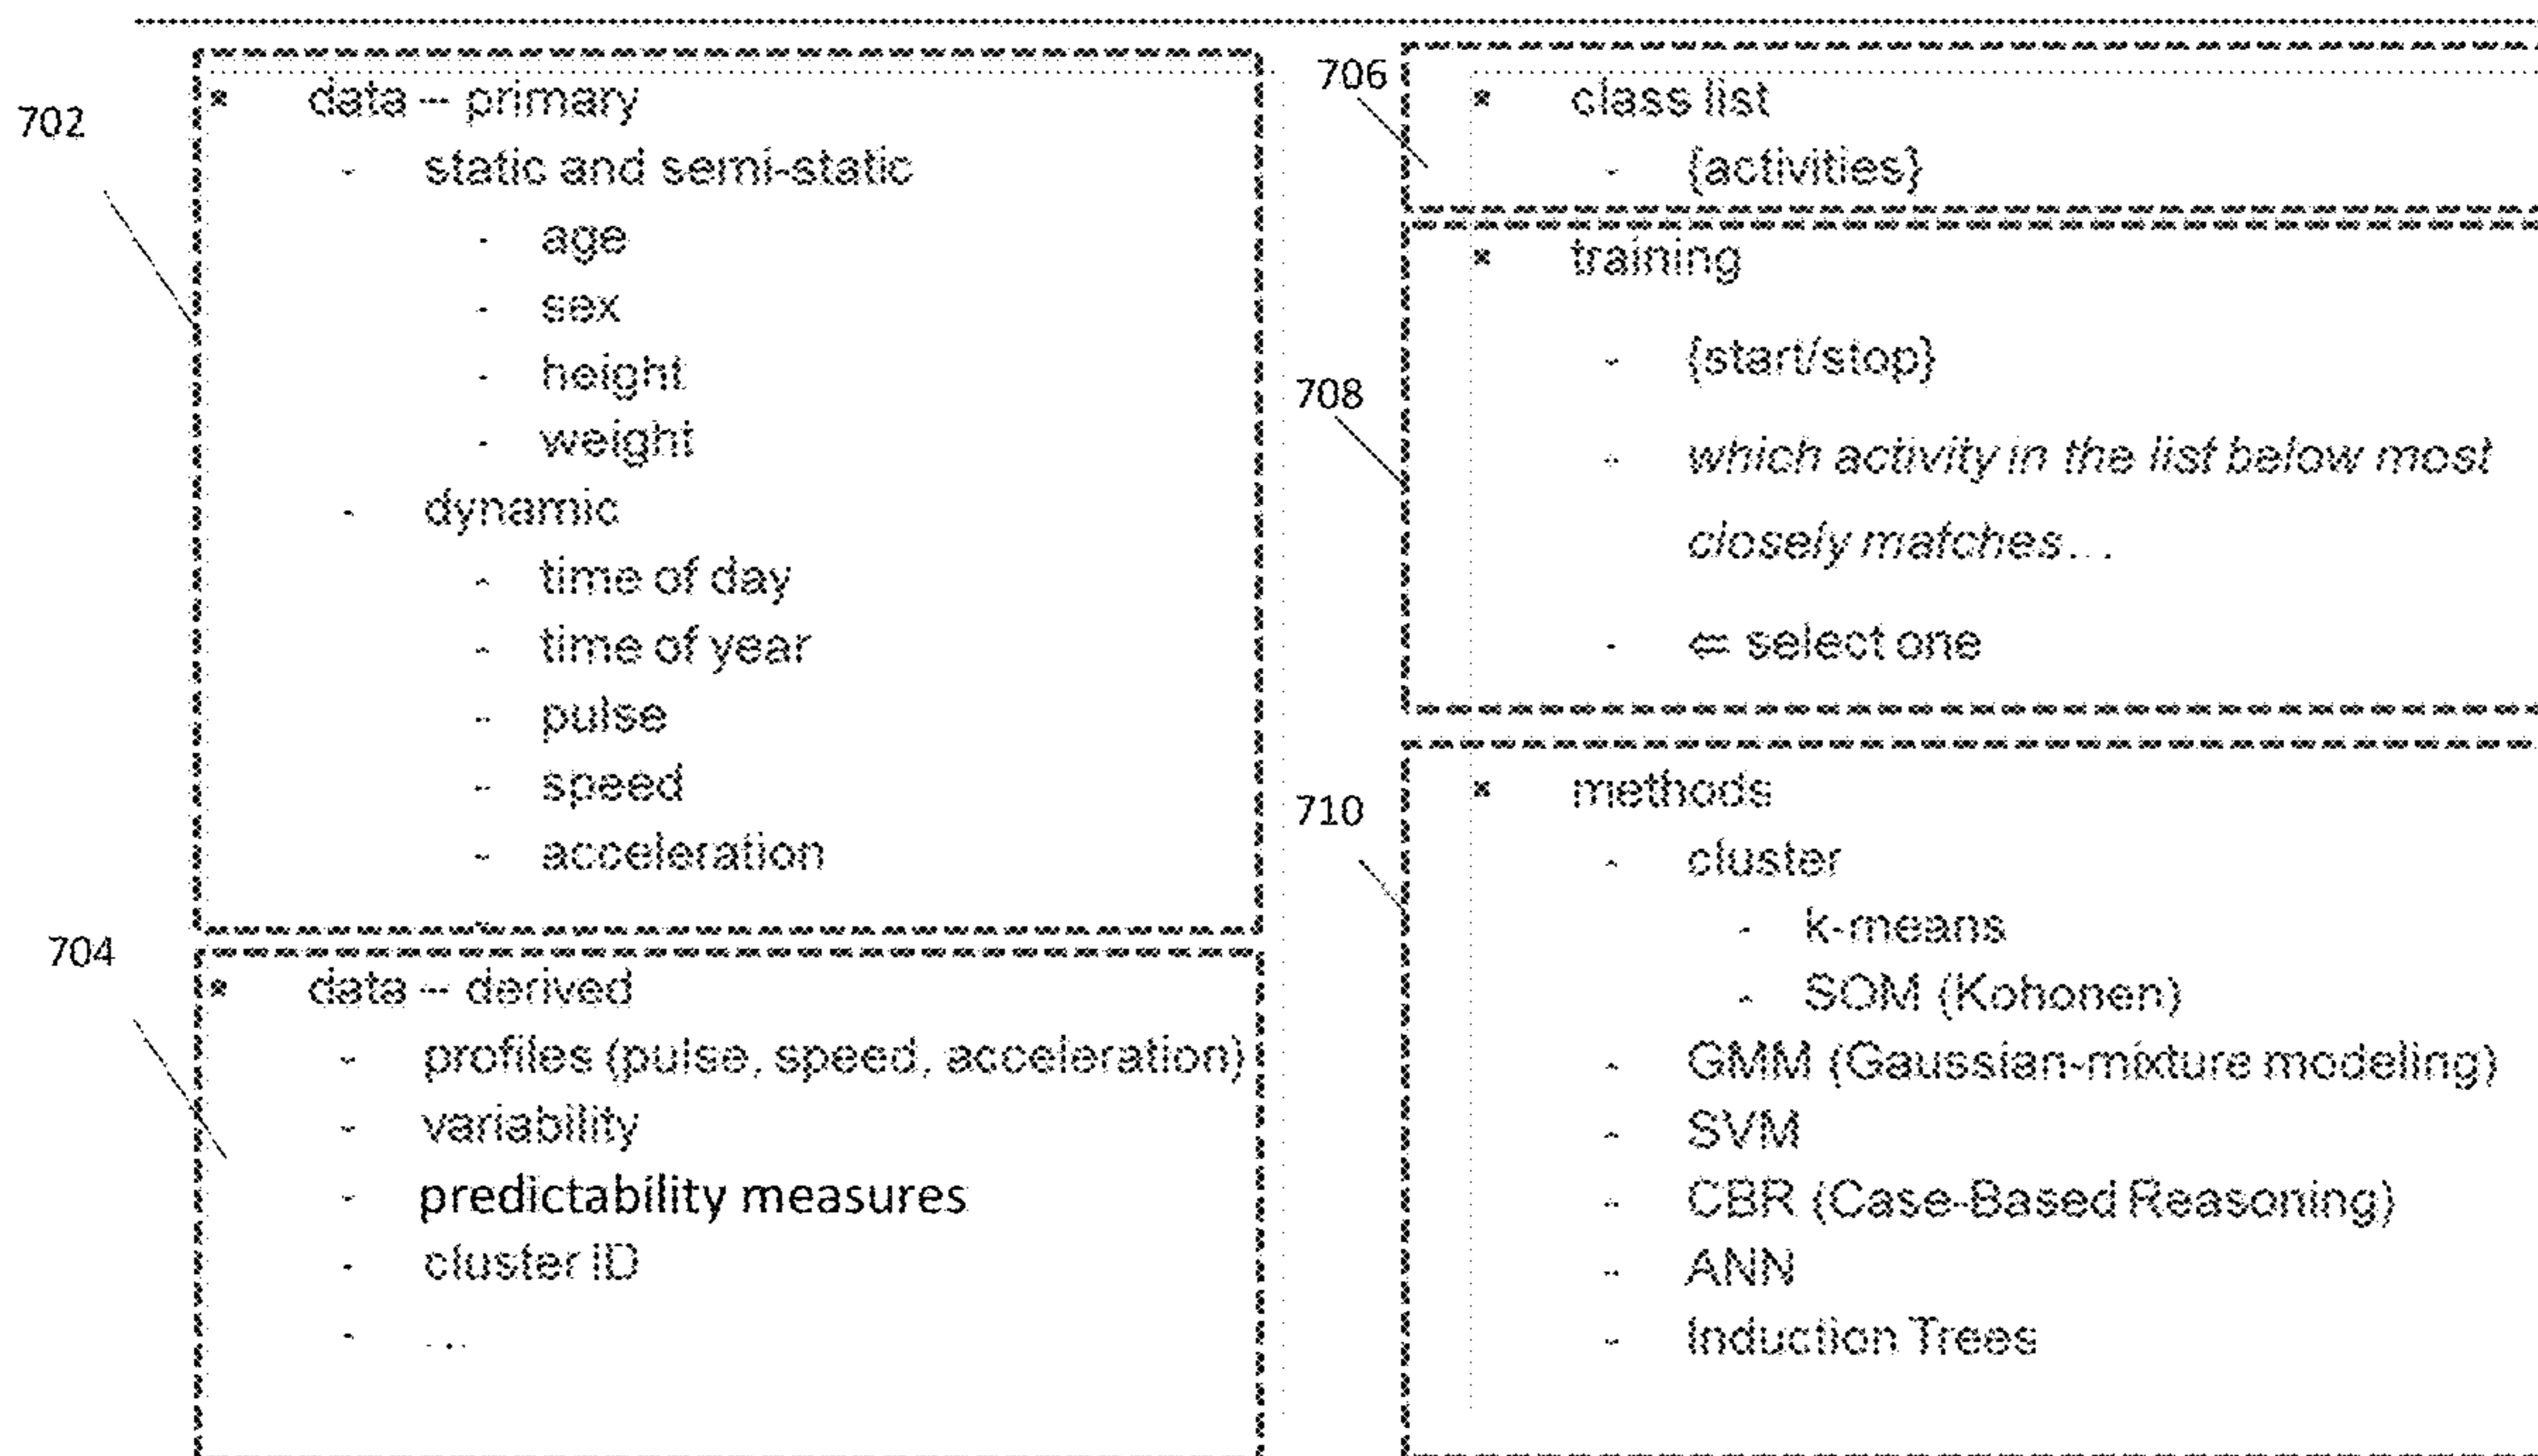 702
data -- primary
- static and semi-static
- age
- sex
- height
- weight
- dynamic
- time of day
- time of year
- pulse
- speed
- acceleration
-
704
data -- derived
- profiles (pulse, speed, acceleration)
- variability
- predictability measures
- cluster ID
- ...
706
class list
- {activities}
708
training
- {start/stop}
- which activity in the list below most
closely matches...
- ⇐ select one
710
methods
- cluster
- k-means
- SOM (Kohonen)
- GMM (Gaussian-mixture modeling)
- SVM
- CBR (Case-Based Reasoning)
- ANN
- Induction Trees